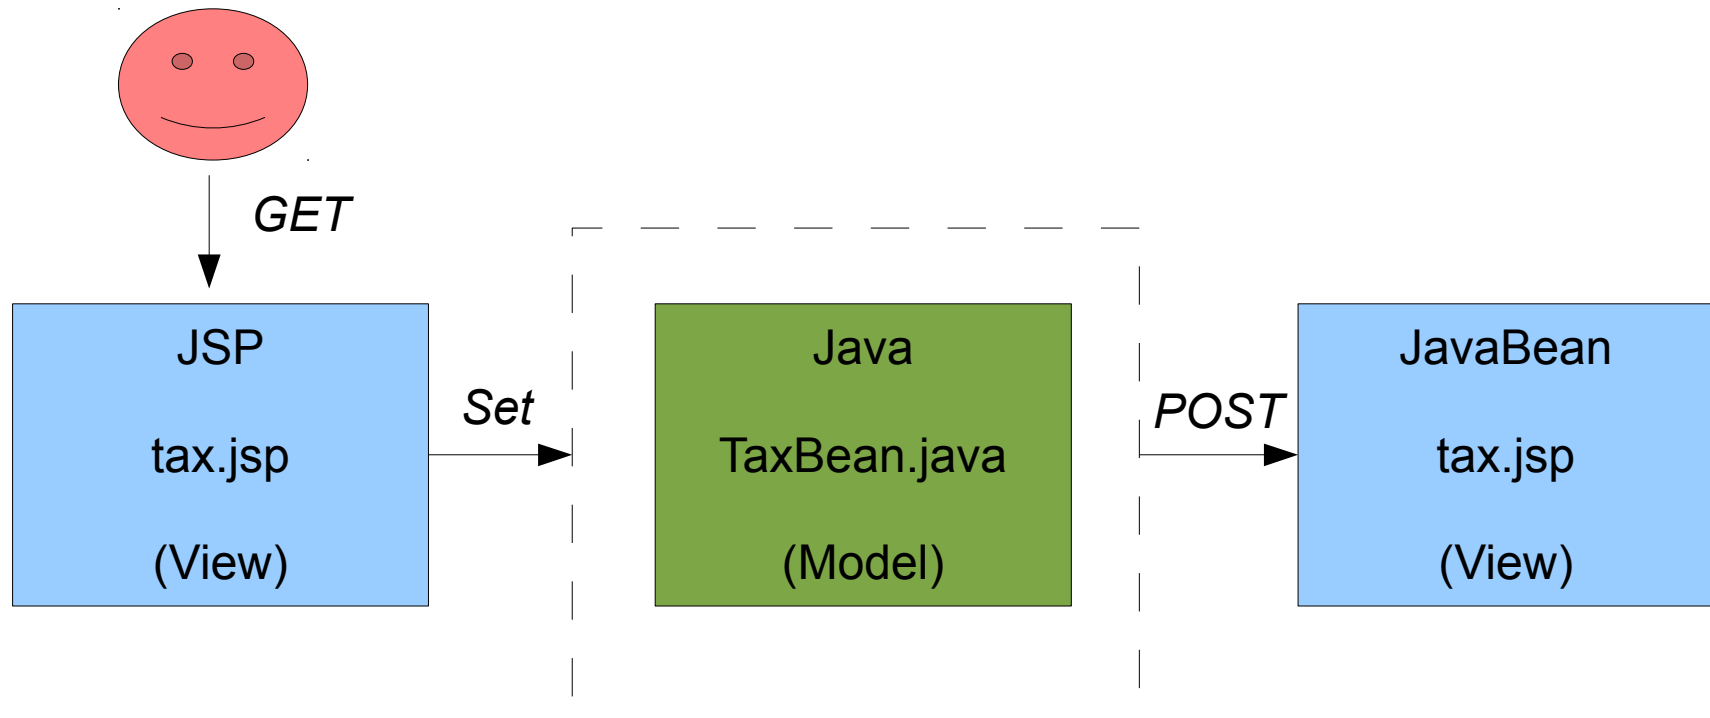 GET
JSP
tax.jsp
(View)
Set
Java
TaxBean.java
(Model)
POST
JavaBean
tax.jsp
(View)